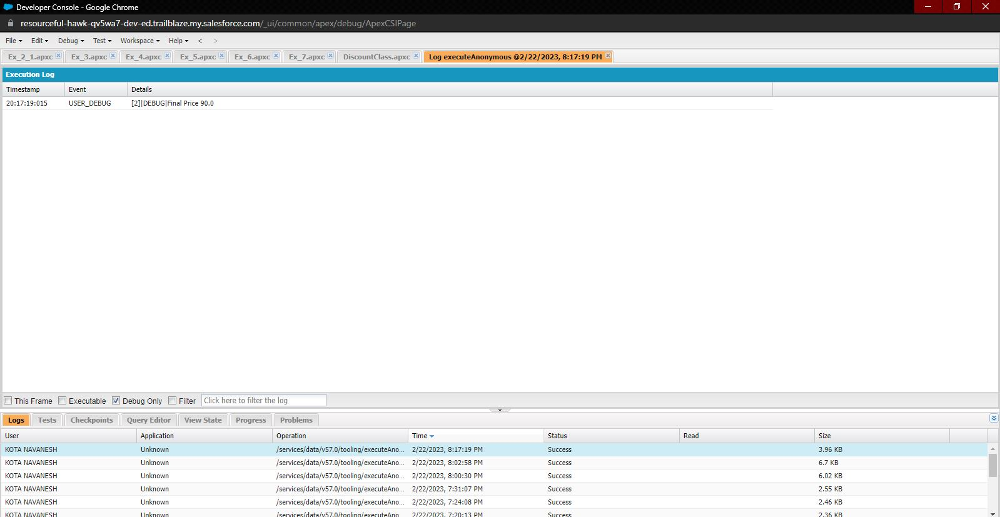 Developer Console - Google Chrome
resourceful-hawk-qv5wa7-dev-ed.trailblaze.my.salesforce.com/_ui/common/apex/debug/ApexCSIPage
File Edit Debug Test Workspace Help < >
Ex_2_1.apxc Ex_3.apxc Ex_4.apxc Ex_5.apxc Ex_6.apxc Ex_7.apxc DiscountClass.apxc Log executeAnonymous @2/22/2023, 8:17:19 PM
Execution Log
Timestamp Event Details
20:17:19:015 USER_DEBUG [2]|DEBUG|Final Price 90.0
This Frame Executable Debug Only Filter Click here to filter the log
Logs Tests Checkpoints Query Editor View State Progress Problems
User Application Operation Time Status Read Size
KOTA NAVANESH Unknown /services/data/v57.0/tooling/executeAno... 2/22/2023, 8:17:19 PM Success 3.96 KB
KOTA NAVANESH Unknown /services/data/v57.0/tooling/executeAno... 2/22/2023, 8:02:58 PM Success 6.7 KB
KOTA NAVANESH Unknown /services/data/v57.0/tooling/executeAno... 2/22/2023, 8:00:30 PM Success 6.02 KB
KOTA NAVANESH Unknown /services/data/v57.0/tooling/executeAno... 2/22/2023, 7:31:07 PM Success 2.55 KB
KOTA NAVANESH Unknown /services/data/v57.0/tooling/executeAno... 2/22/2023, 7:24:08 PM Success 2.46 KB
KOTA NAVANESH Unknown /services/data/v57.0/tooling/executeAno... 2/22/2023, 7:20:13 PM Success 2.36 KB